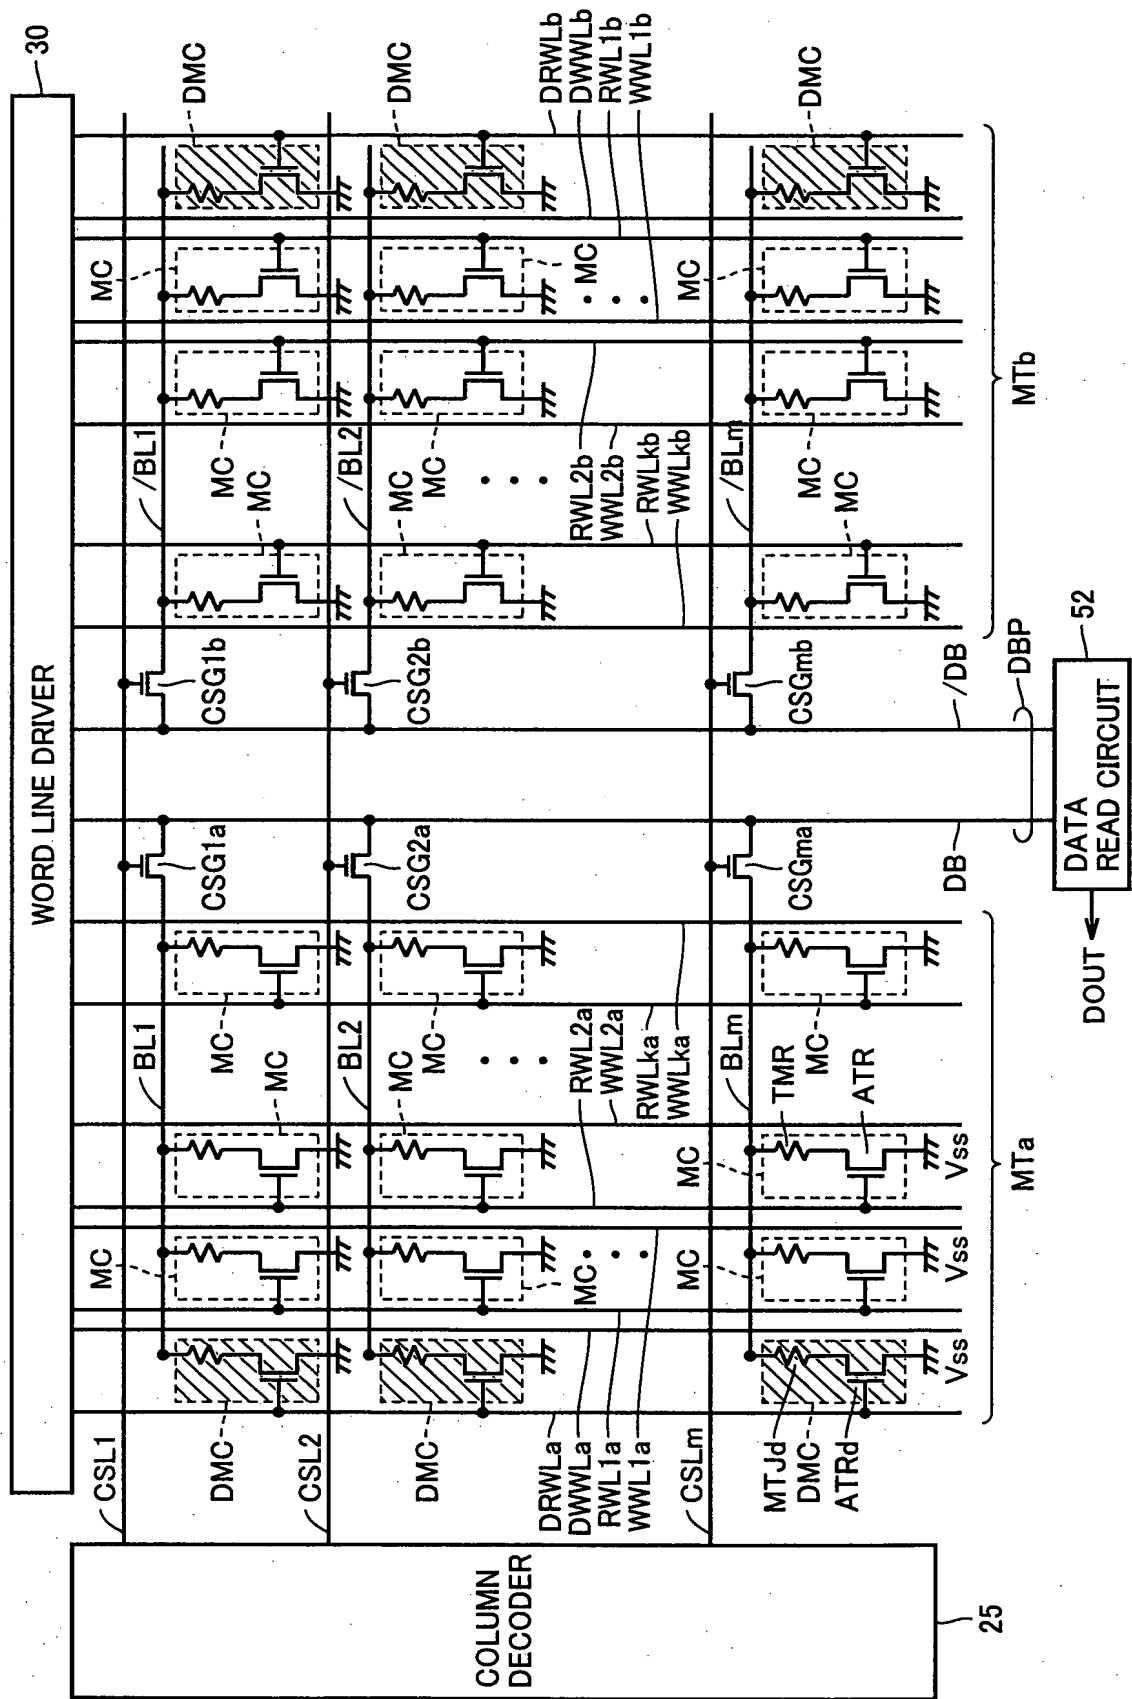 WORD LINE DRIVER
30
COLUMN
DECODER
25
CSL1
BL1
CSG1a
CSG1b
/BL1
DMC
MC
MC
MC
MC
MC
DMC
CSL2
BL2
CSG2a
CSG2b
/BL2
DMC
MC
MC
MC
MC
MC
MC
MC
DMC
DRWLa
DWWLa
RWL1a
WWL1a
RWL2a
WWL2a
RWLka
WWLka
RWL2b
WWL2b
RWLkb
WWLkb
DRWLb
DWWLb
RWL1b
WWL1b
CSLm
BLm
CSGma
CSGmb
/BLm
MTJd
DMC
ATRd
MC
MC
TMR
MC
ATR
MC
MC
MC
DMC
Vss
Vss
Vss
DB
/DB
DBP
MTa
MTb
DATA
READ CIRCUIT
52
DOUT